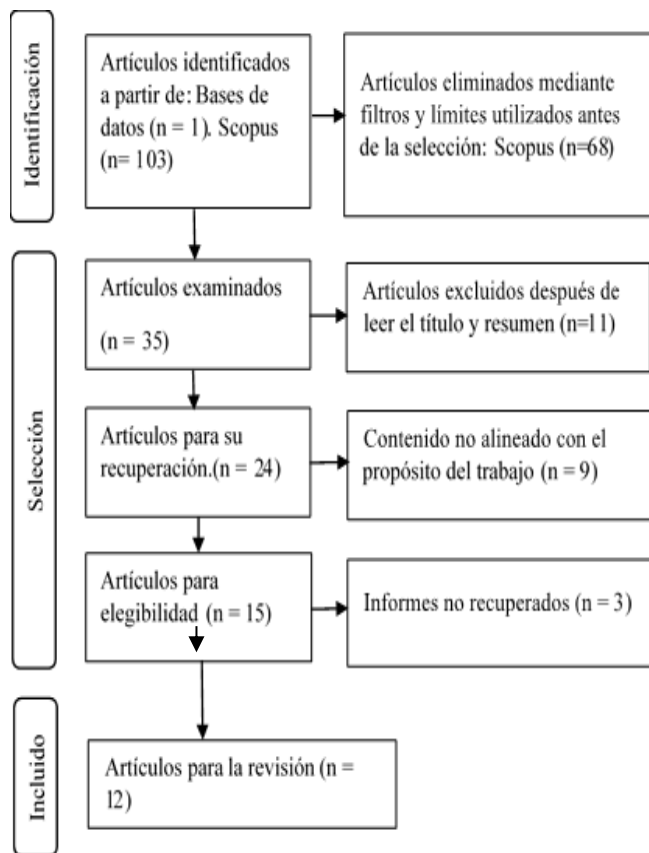 Identificación
Artículos identificados
a partir de: Bases de
datos (n = 1). Scopus
(n= 103)
Artículos eliminados mediante
filtros y límites utilizados antes
de la selección: Scopus (n=68)
Selección
Artículos examinados
(n = 35)
Artículos excluidos después de
leer el título y resumen (n=11)
Artículos para su
recuperación.(n = 24)
Contenido no alineado con el
propósito del trabajo (n = 9)
Artículos para
elegibilidad (n = 15)
Informes no recuperados (n = 3)
Incluido
Artículos para la revisión (n =
12)